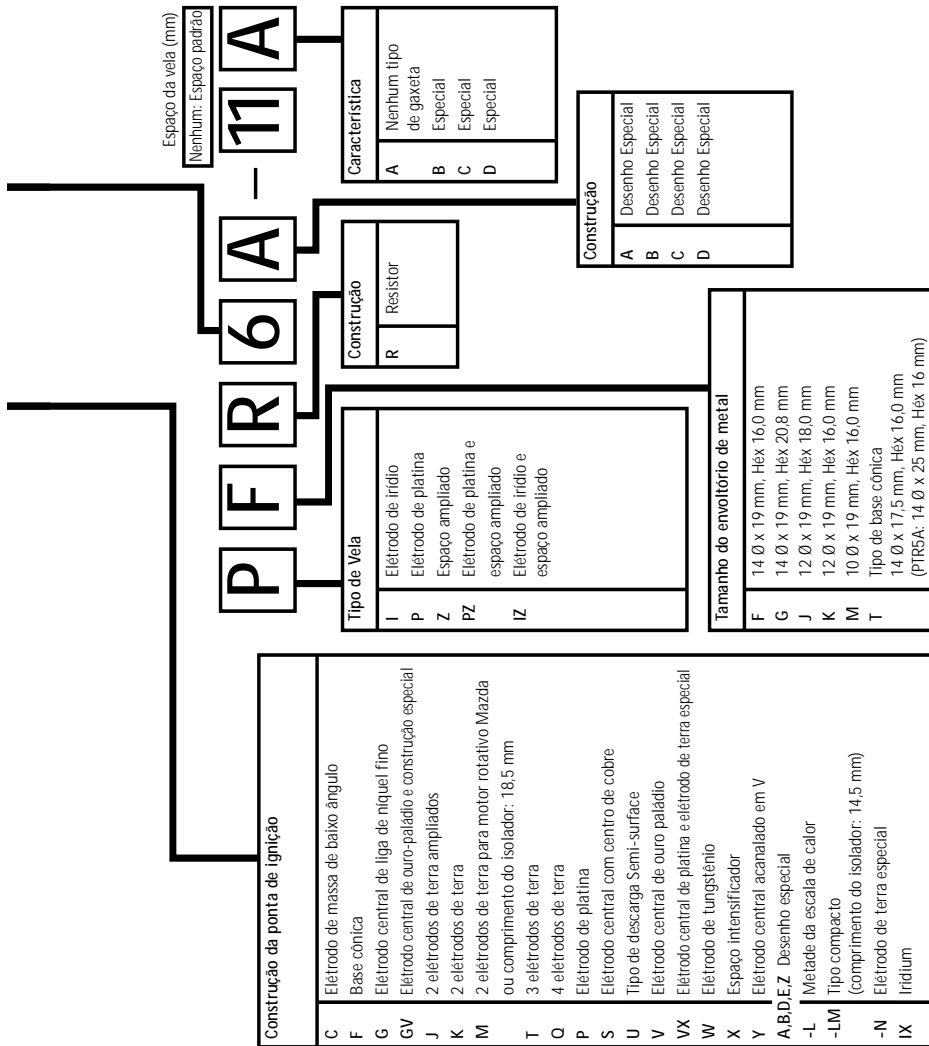 Espaço da vela (mm)
Nenhum: Espaço padrão
P F R 6 A – 11 A
Tipo de Vela
I Elétrodo de irídio
P Elétrodo de platina
Z Espaço ampliado
PZ Elétrodo de platina e
espaço ampliado
IZ Elétrodo de irídio e
espaço ampliado
Construção
R Resistor
Característica
A Nenhum tipo
de gaxeta
B Especial
C Especial
D Especial
Construção
A Desenho Especial
B Desenho Especial
C Desenho Especial
D Desenho Especial
Tamanho do envoltório de metal
F 14 Ø x 19 mm, Héx 16,0 mm
G 14 Ø x 19 mm, Héx 20,8 mm
J 12 Ø x 19 mm, Héx 18,0 mm
K 12 Ø x 19 mm, Héx 16,0 mm
M 10 Ø x 19 mm, Héx 16,0 mm
T Tipo de base cônica
14 Ø x 17,5 mm, Héx 16,0 mm
(PTR5A: 14 Ø x 25 mm, Héx 16 mm)
Construção da ponta de ignição
C Elétrodo de massa de baixo ângulo
F Base cônica
G Elétrodo central de liga de níquel fino
GV Elétrodo central de ouro-paládio e construção especial
J 2 elétrodos de terra ampliados
K 2 elétrodos de terra
M 2 elétrodos de terra para motor rotativo Mazda
ou comprimento do isolador: 18,5 mm
T 3 elétrodos de terra
Q 4 elétrodos de terra
P Elétrodo de platina
S Elétrodo central com centro de cobre
U Tipo de descarga Semi-surface
V Elétrodo central de ouro paládio
VX Elétrodo central de platina e elétrodo de terra especial
W Elétrodo de tungstênio
X Espaço intensificador
Y Elétrodo central acanalado em V
A,B,D,E,Z Desenho especial
-L Metade da escala de calor
-LM Tipo compacto
(comprimento do isolador: 14,5 mm)
-N Elétrodo de terra especial
IX Iridium